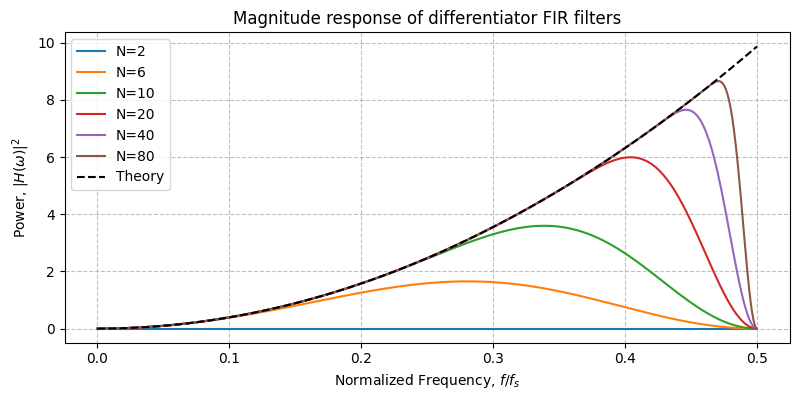 Magnitude response of differentiator FIR filters
Power, |H(ω)|²
10
8
6
4
2
0
N=2
N=6
N=10
N=20
N=40
N=80
Theory
0.0
0.1
0.2
0.3
0.4
0.5
Normalized Frequency, f/fₛ